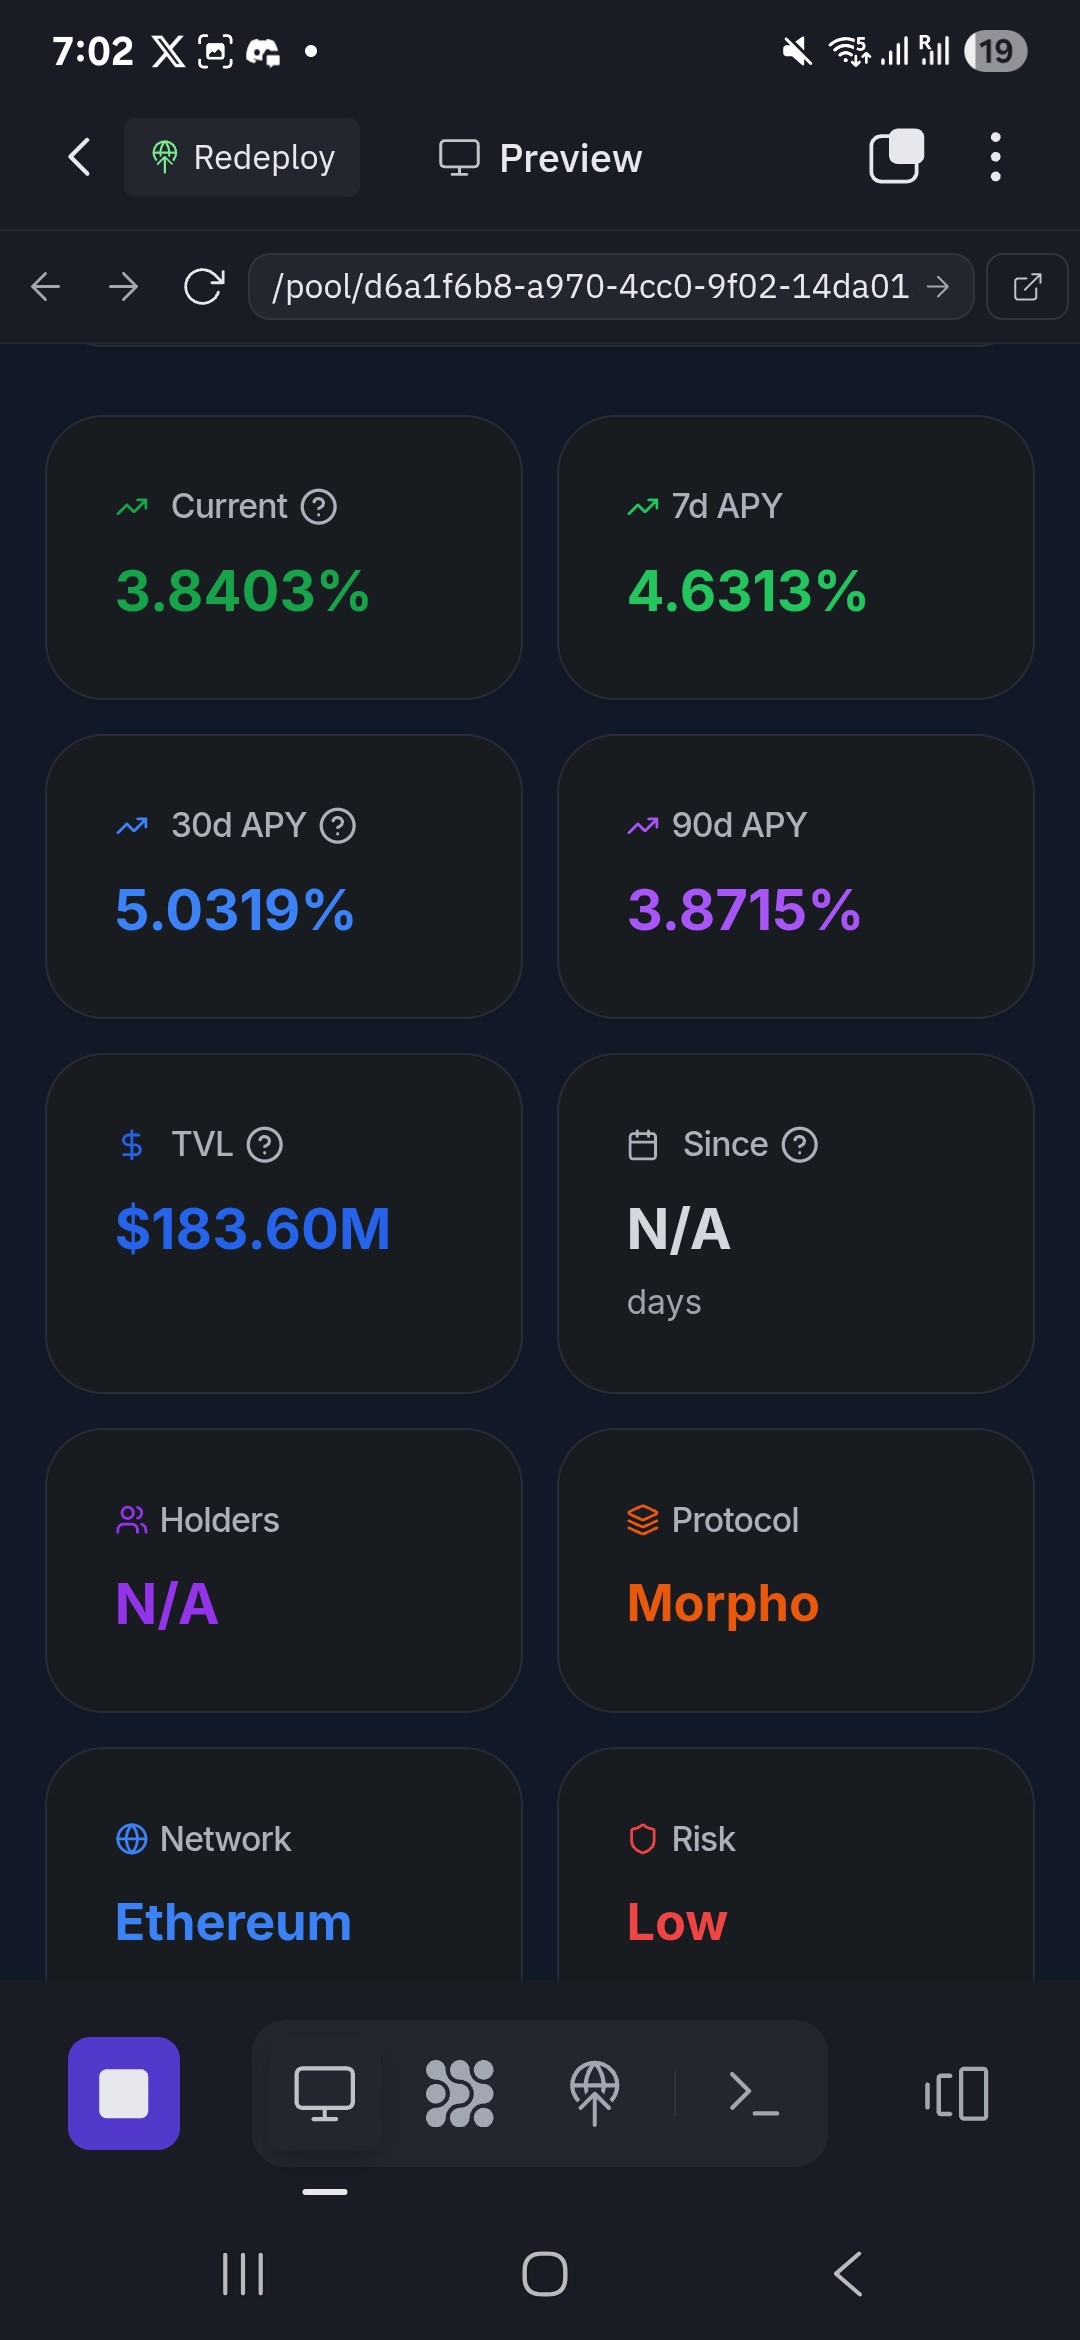 7:02
5
R
19
Redeploy
Preview
/pool/d6a1f6b8-a970-4cc0-9f02-14da01
Current
3.8403%
7d APY
4.6313%
30d APY
5.0319%
90d APY
3.8715%
TVL
$183.60M
Since
N/A
days
Holders
N/A
Protocol
Morpho
Network
Ethereum
Risk
Low